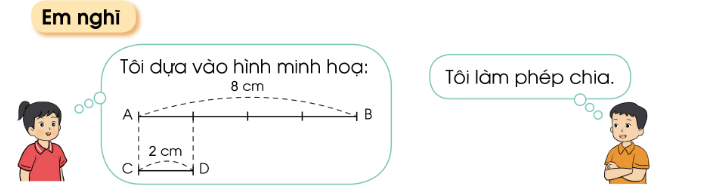 Em nghĩ
Tôi dựa vào hình minh hoạ:
8 cm
A B
2 cm
C D
Tôi làm phép chia.